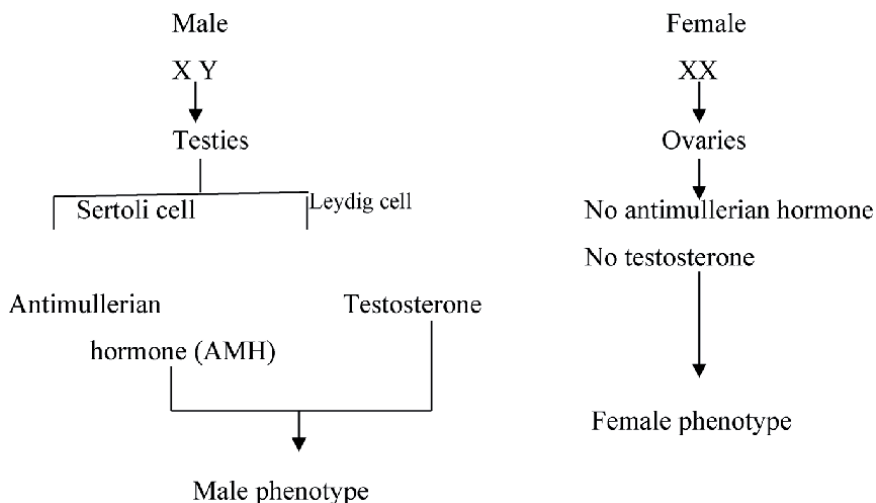 Male
X Y
Testies
Sertoli cell
Leydig cell
Antimullerian
hormone (AMH)
Testosterone
Male phenotype
Female
XX
Ovaries
No antimullerian hormone
No testosterone
Female phenotype